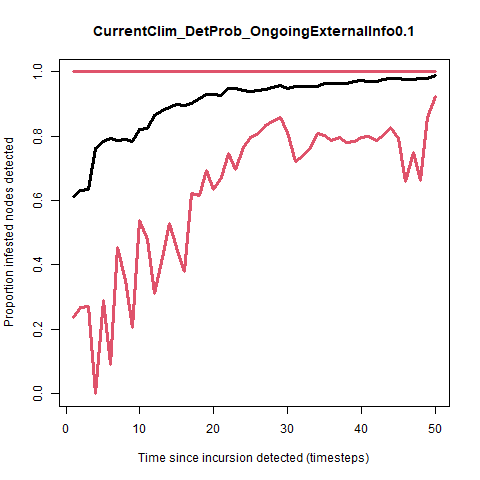 CurrentClim_DetProb_OngoingExternalInfo0.1
Proportion infested nodes detected
1.0
0.8
0.6
0.4
0.2
0.0
0 10 20 30 40 50
Time since incursion detected (timesteps)